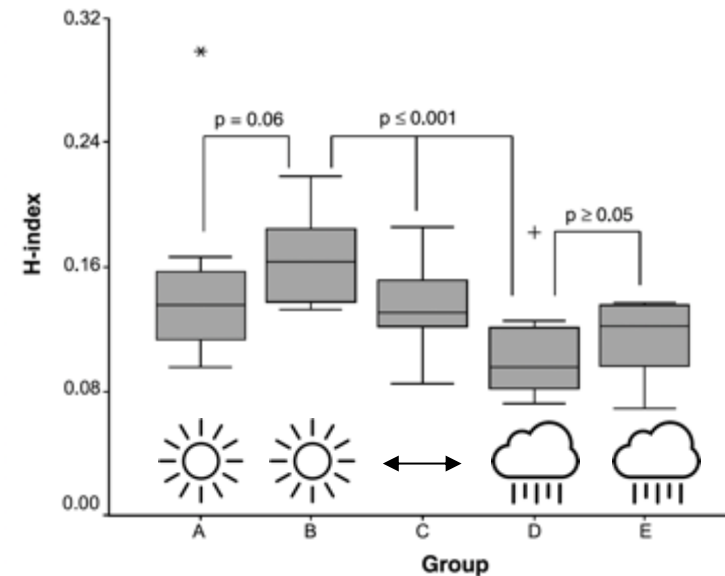 0.32
*
p = 0.06
p ≤ 0.001
0.24
+
p ≥ 0.05
H-index
0.16
0.08
0.00
A B C D E
Group